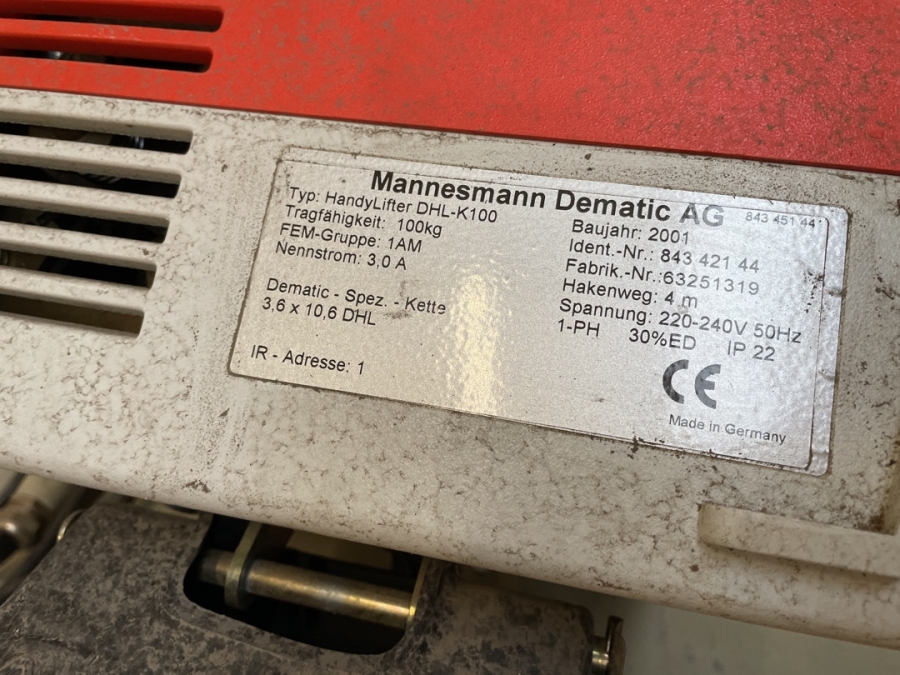 Mannesmann Dematic AG
843 451 44
Typ: HandyLifter DHL-K100
Tragfähigkeit: 100kg
FEM-Gruppe: 1AM
Nennstrom: 3,0 A
Dematic - Spez. - Kette
3,6 x 10,6 DHL
IR - Adresse: 1
Baujahr: 2001
Ident.-Nr.: 843 421 44
Fabrik.-Nr.:63251319
Hakenweg: 4 m
Spannung: 220-240V 50Hz
1-PH 30%ED IP 22
CE
Made in Germany